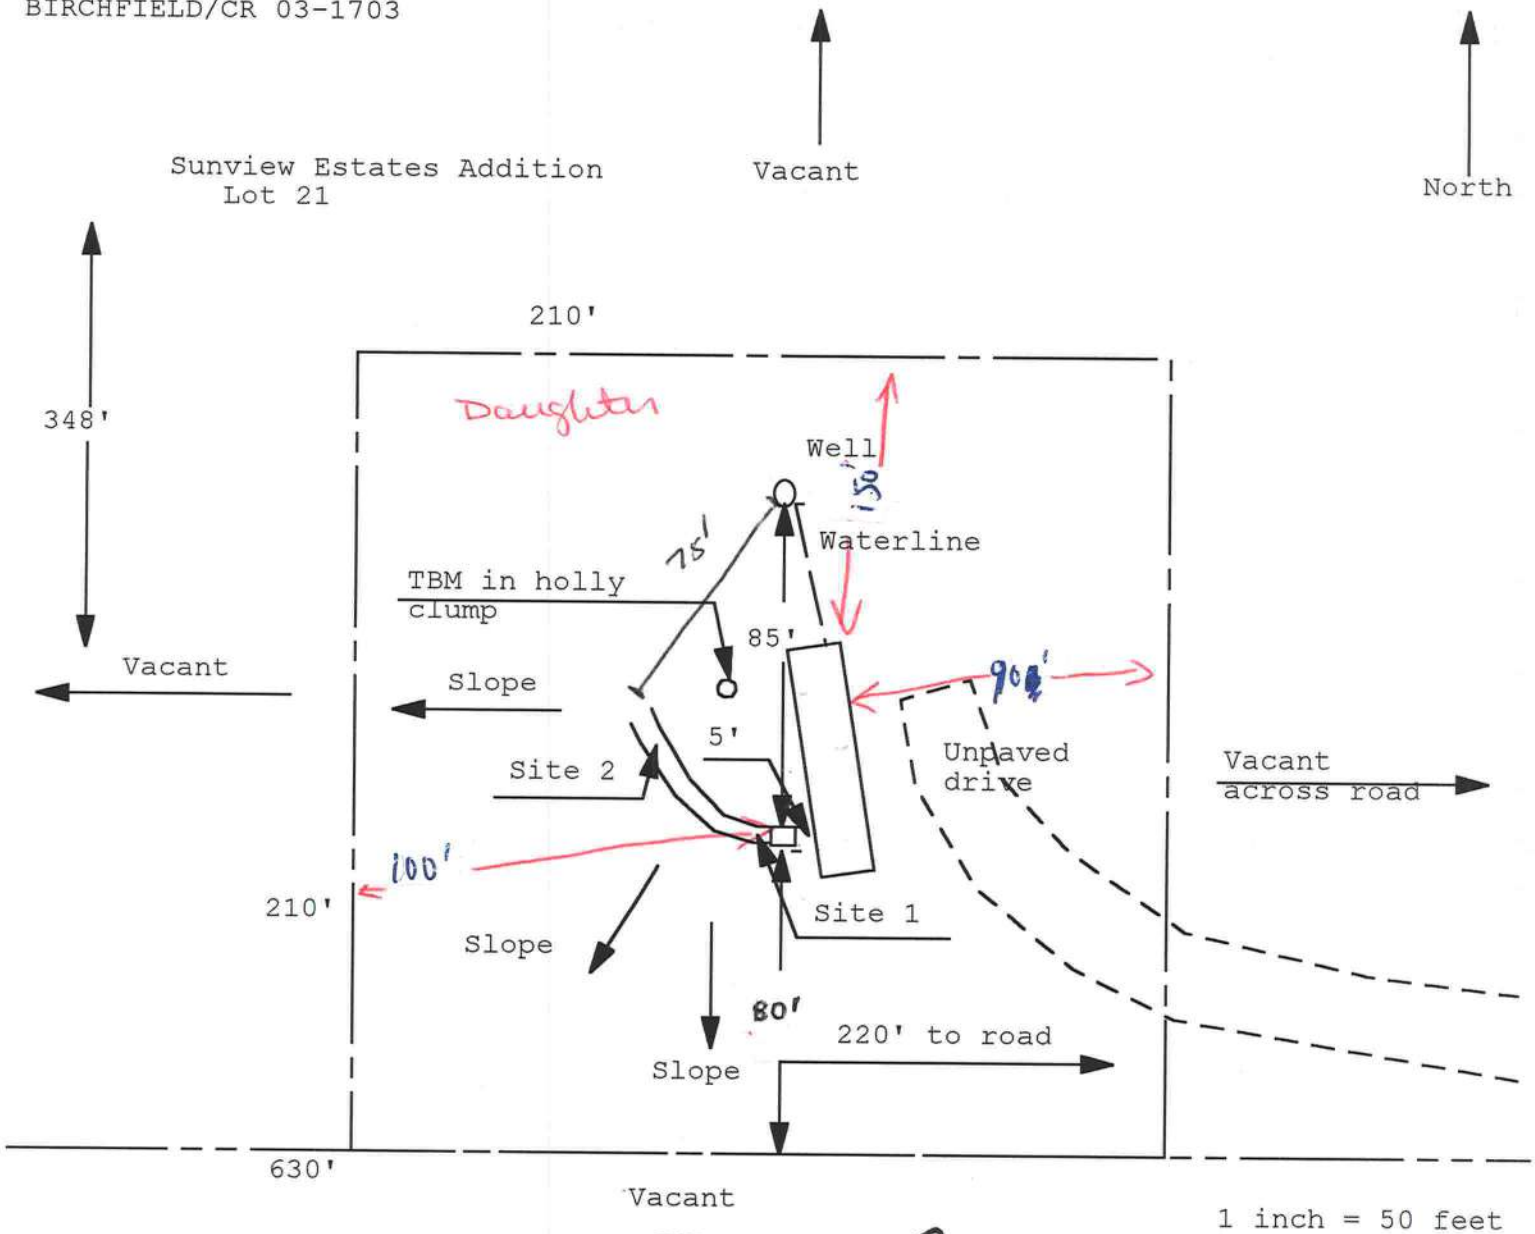 BIRCHFIELD/CR 03-1703
Sunview Estates Addition
Lot 21
Vacant
North
210'
348'
Daughter
Well
150'
Waterline
75'
TBM in holly
clump
85'
Vacant
Slope
90'
5'
Site 2
Unpaved
drive
Vacant
across road
100'
210'
Site 1
Slope
80'
220' to road
Slope
630'
Vacant
1 inch = 50 feet